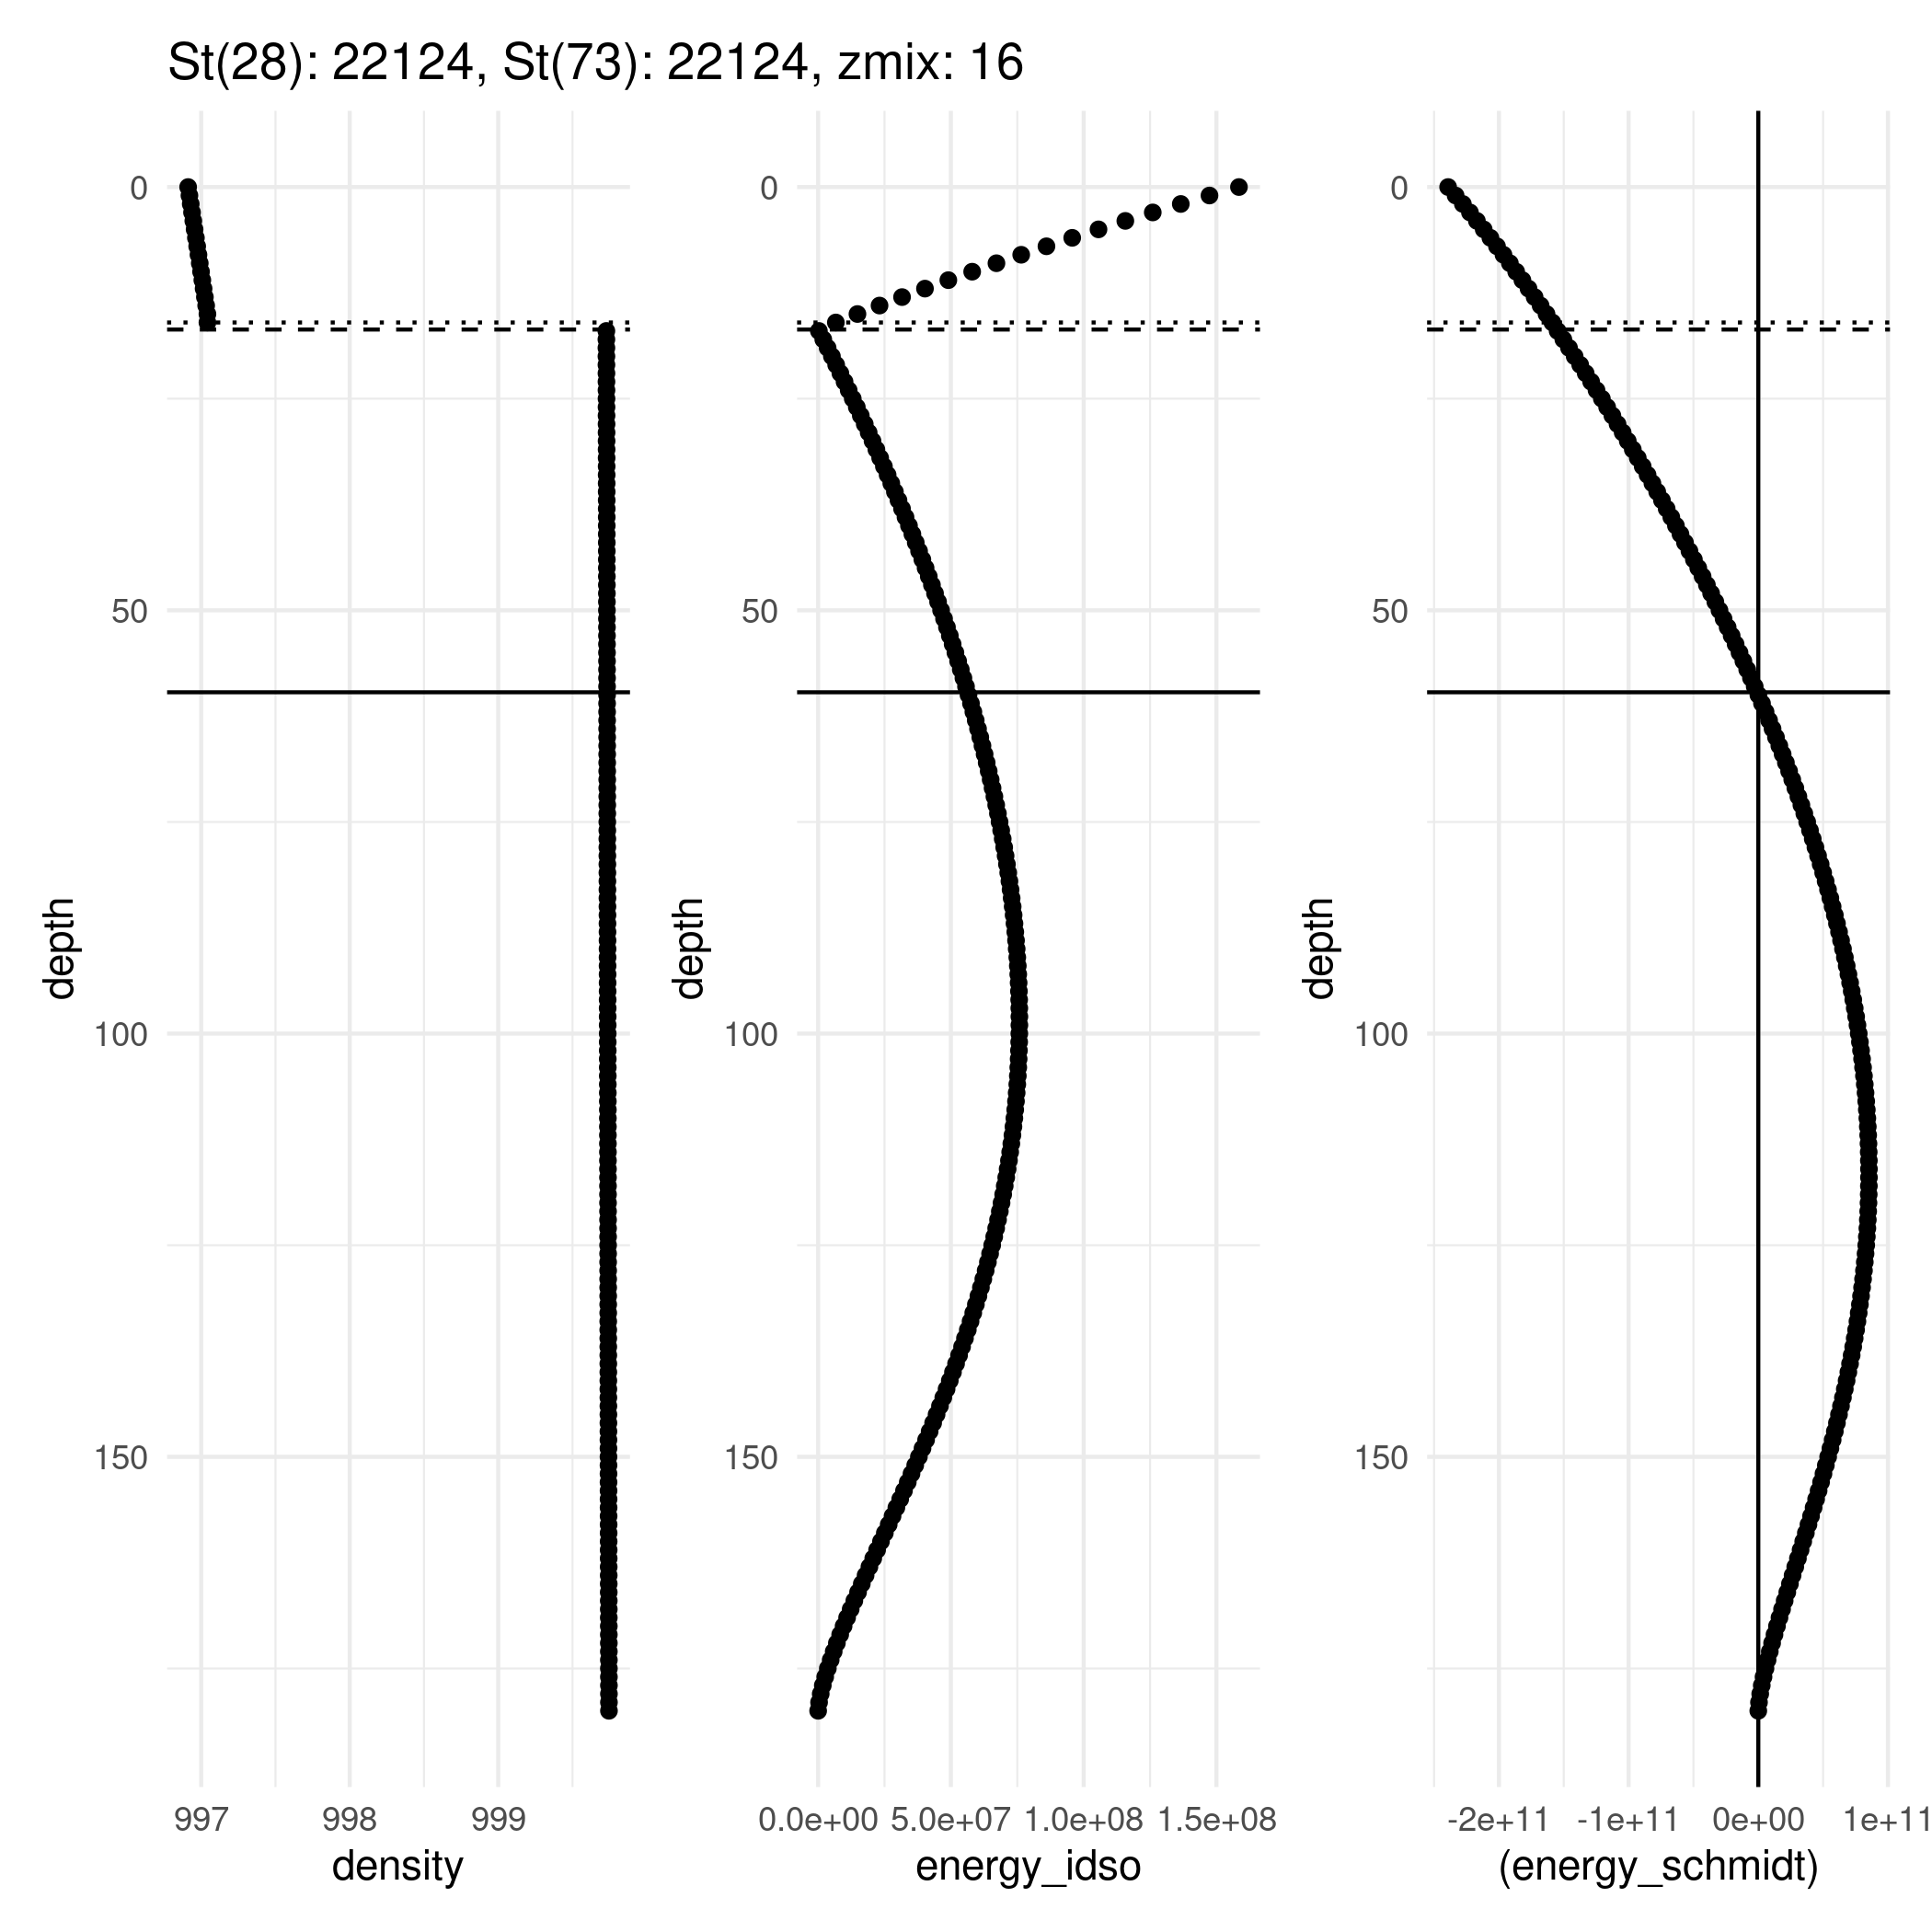 St(28): 22124, St(73): 22124, zmix: 16
0
50
100
150
depth
997 998 999
density
0
50
100
150
depth
0.0e+00 5.0e+07 1.0e+08 1.5e+08
energy_idso
0
50
100
150
depth
-2e+11 -1e+11 0e+00 1e+11
(energy_schmidt)